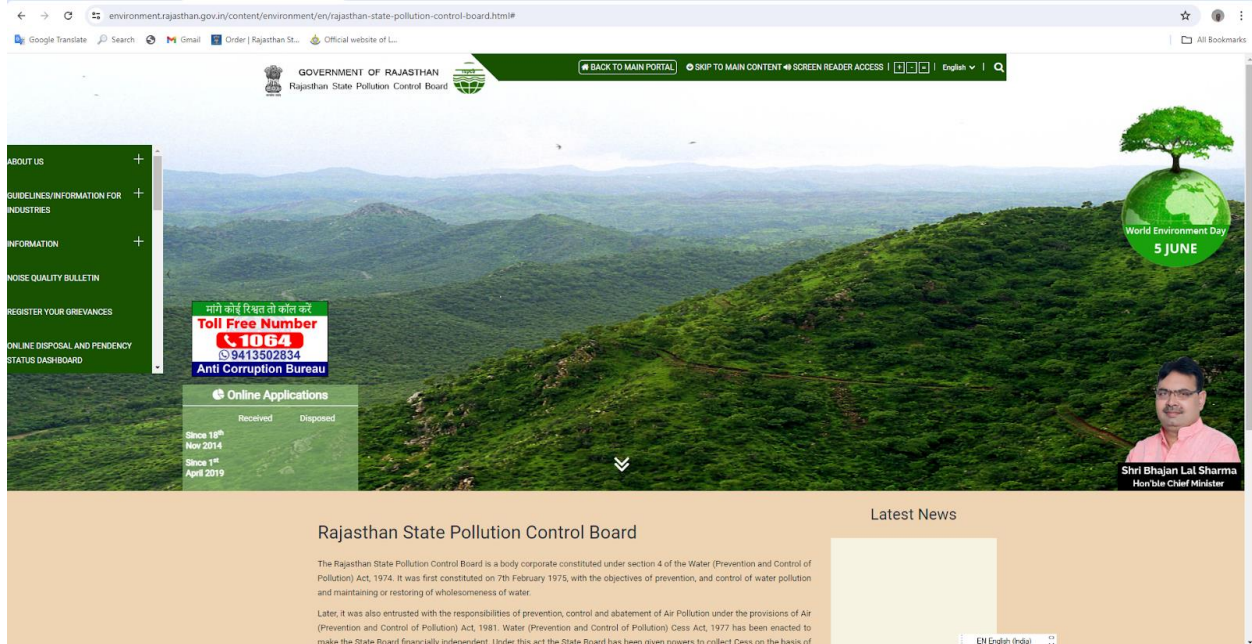 environment.rajasthan.gov.in/content/environment/en/rajasthan-state-pollution-control-board.html#
Google Translate
Search
Gmail
Order | Rajasthan St...
Official website of L...
All Bookmarks
GOVERNMENT OF RAJASTHAN
Rajasthan State Pollution Control Board
BACK TO MAIN PORTAL
SKIP TO MAIN CONTENT
SCREEN READER ACCESS | + - = | English | 
ABOUT US +
GUIDELINES/INFORMATION FOR +
INDUSTRIES
INFORMATION +
NOISE QUALITY BULLETIN
REGISTER YOUR GRIEVANCES
ONLINE DISPOSAL AND PENDENCY
STATUS DASHBOARD
World Environment Day
5 JUNE
मांगे कोई रिश्वत तो कॉल करें
Toll Free Number
1064
9413502834
Anti Corruption Bureau
Online Applications
Received Disposed
Since 18th
Nov 2014
Since 1st
April 2019
Shri Bhajan Lal Sharma
Hon'ble Chief Minister
Rajasthan State Pollution Control Board
The Rajasthan State Pollution Control Board is a body corporate constituted under section 4 of the Water (Prevention and Control of
Pollution) Act, 1974. It was first constituted on 7th February 1975, with the objectives of prevention, and control of water pollution
and maintaining or restoring of wholesomeness of water.
Later, it was also entrusted with the responsibilities of prevention, control and abatement of Air Pollution under the provisions of Air
(Prevention and Control of Pollution) Act, 1981. Water (Prevention and Control of Pollution) Cess Act, 1977 has been enacted to
make the State Board financially independent. Under this act the State Board has been given powers to collect Cess on the basis of
Latest News
EN English (India)